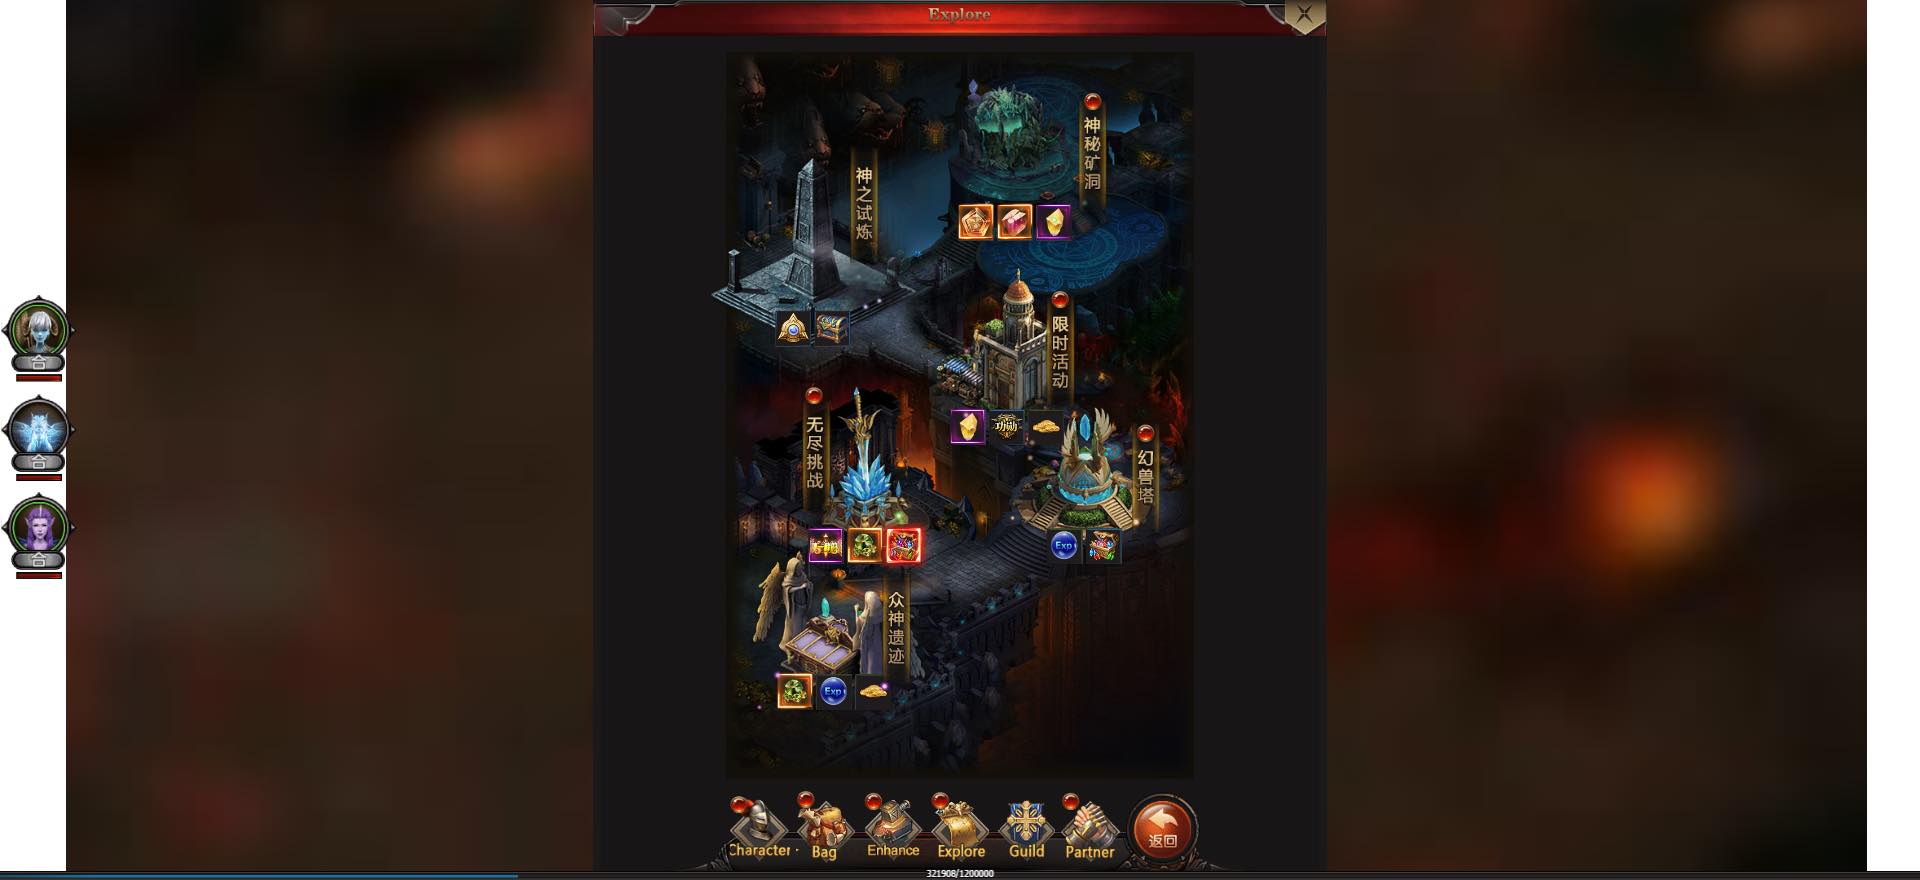 Explore
神秘矿洞
神之试炼
限时活动
功勋
无尽挑战
幻兽塔
Exp
众神遗迹
Exp
合
合
合
Character
Bag
Enhance
Explore
Guild
Partner
返回
321908/1200000